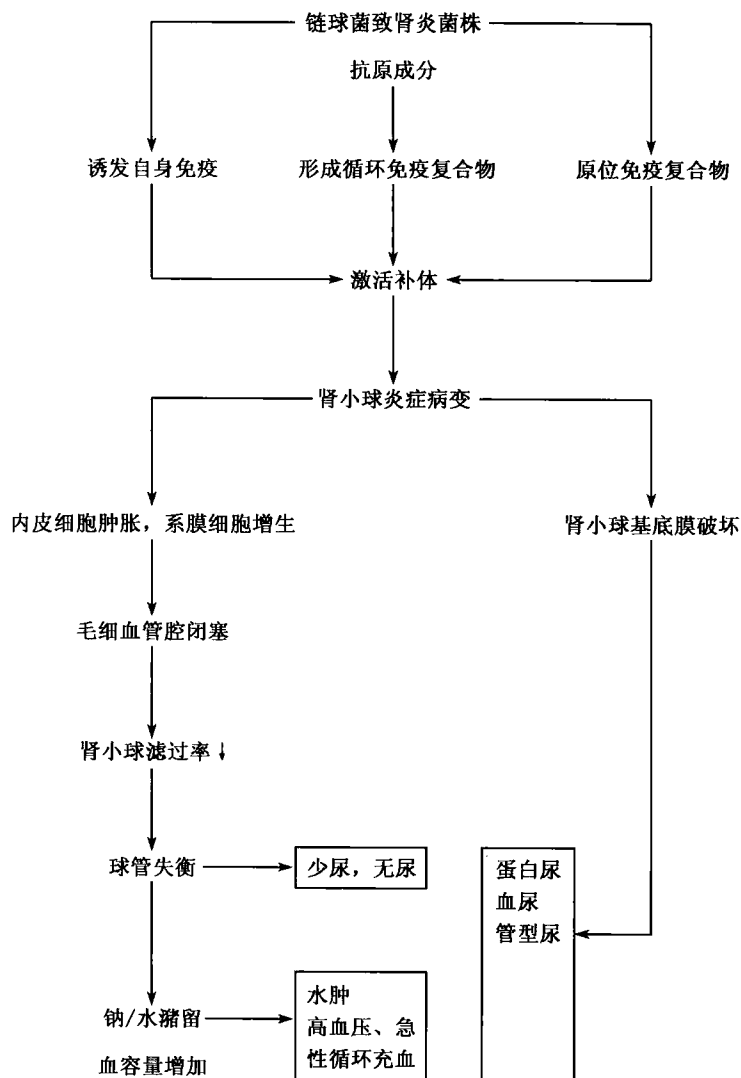 链球菌致肾炎菌株
抗原成分
诱发自身免疫
形成循环免疫复合物
原位免疫复合物
激活补体
肾小球炎症病变
内皮细胞肿胀，系膜细胞增生
肾小球基底膜破坏
毛细血管腔闭塞
肾小球滤过率↓
球管失衡
少尿，无尿
蛋白尿
血尿
管型尿
钠/水潴留
血容量增加
水肿
高血压、急
性循环充血